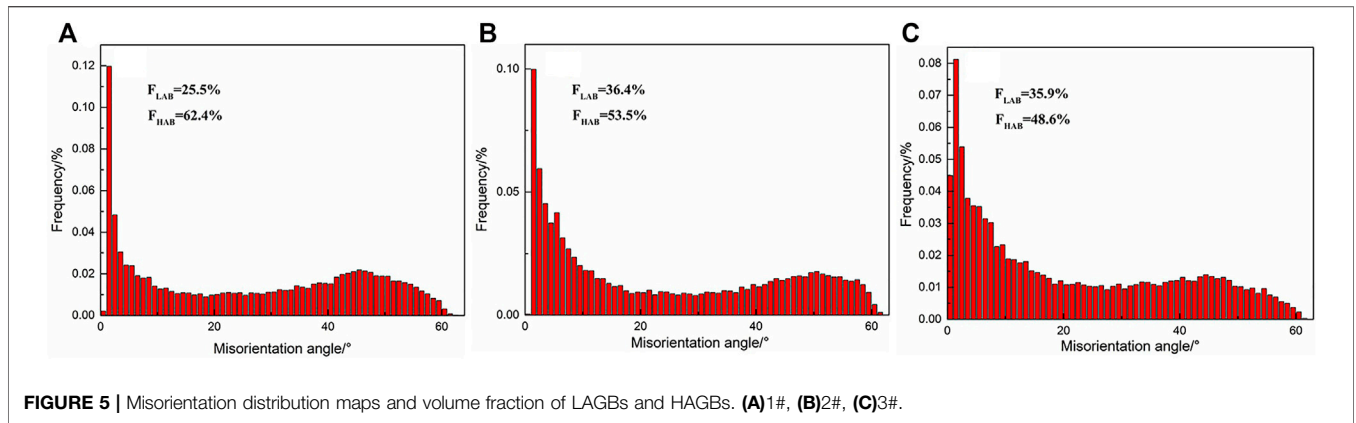 A
B
C
0.12
0.10
0.08
0.06
0.04
0.02
0.00
Frequency/%
F_LAB=25.5%
F_HAB=62.4%
0
20
40
60
Misorientation angle/°
0.10
0.05
0.00
Frequency/%
F_LAB=36.4%
F_HAB=53.5%
0
20
40
60
Misorientation angle/°
0.08
0.07
0.06
0.05
0.04
0.03
0.02
0.01
0.00
Frequency/%
F_LAB=35.9%
F_HAB=48.6%
0
20
40
60
Misorientation angle/°
FIGURE 5 | Misorientation distribution maps and volume fraction of LAGBs and HAGBs. (A)1#, (B)2#, (C)3#.